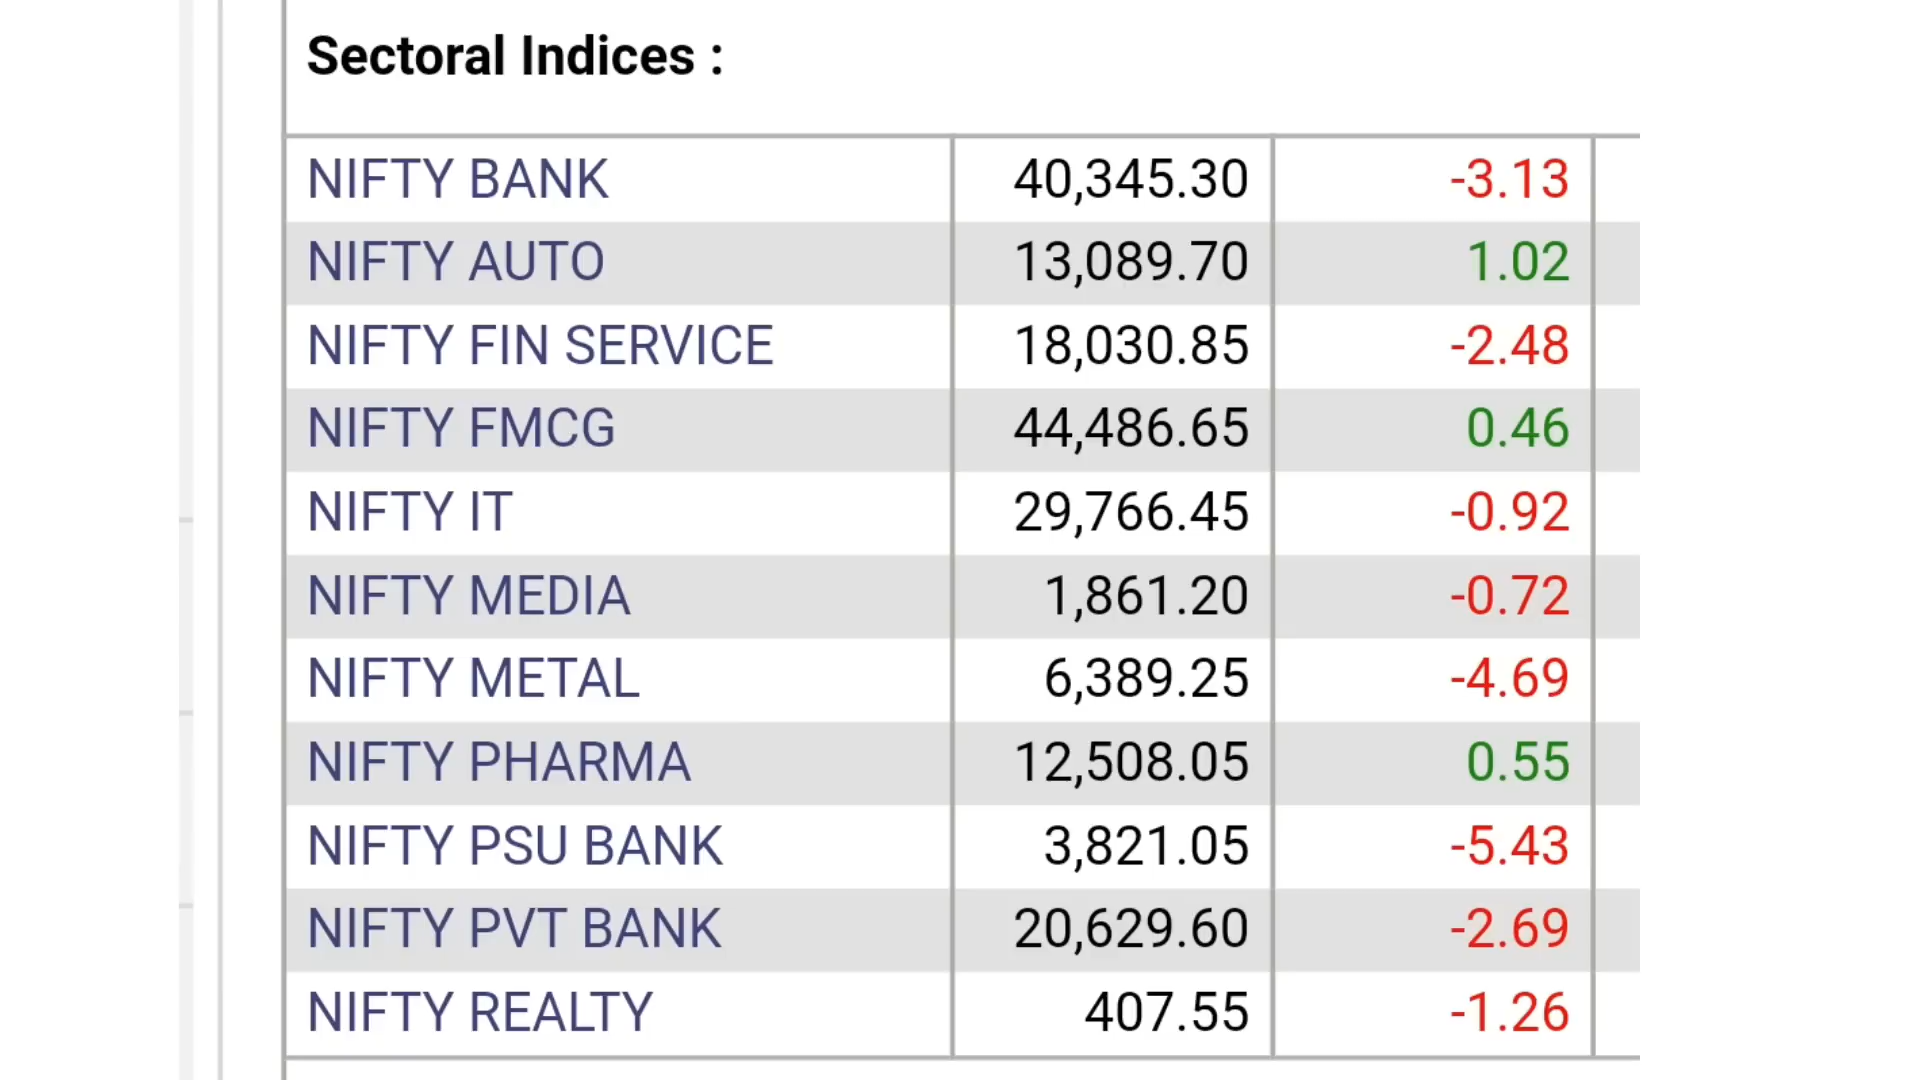 Sectoral Indices :
NIFTY BANK 40,345.30 -3.13
NIFTY AUTO 13,089.70 1.02
NIFTY FIN SERVICE 18,030.85 -2.48
NIFTY FMCG 44,486.65 0.46
NIFTY IT 29,766.45 -0.92
NIFTY MEDIA 1,861.20 -0.72
NIFTY METAL 6,389.25 -4.69
NIFTY PHARMA 12,508.05 0.55
NIFTY PSU BANK 3,821.05 -5.43
NIFTY PVT BANK 20,629.60 -2.69
NIFTY REALTY 407.55 -1.26